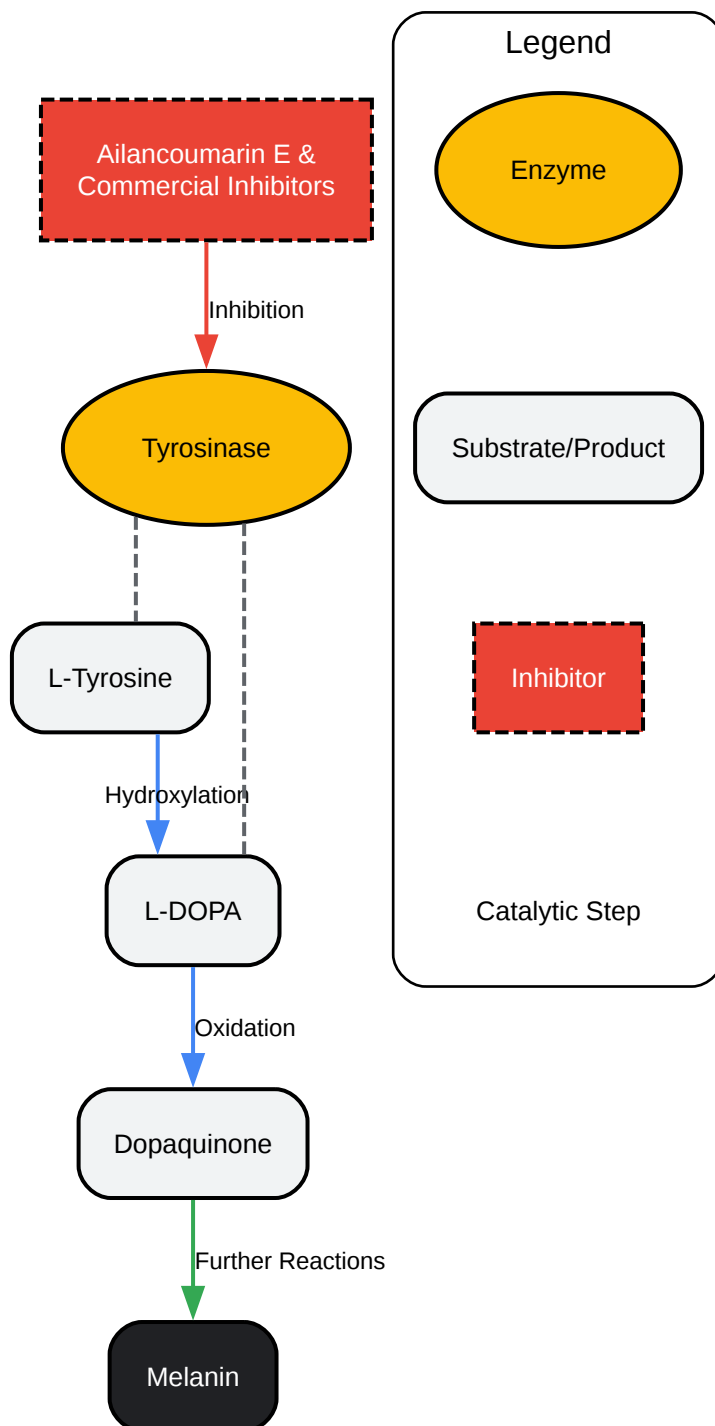 Ailancoumarin E &
Commercial Inhibitors
Inhibition
Tyrosinase
L-Tyrosine
Hydroxylation
L-DOPA
Oxidation
Dopaquinone
Further Reactions
Melanin
Legend
Enzyme
Substrate/Product
Inhibitor
Catalytic Step